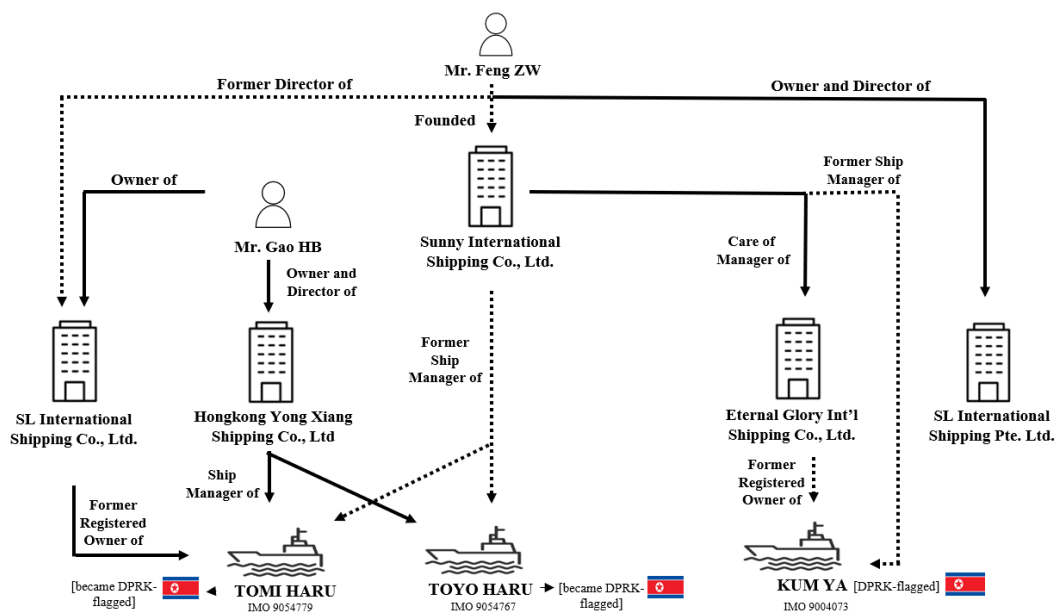 Mr. Feng ZW
Former Director of
Owner and Director of
Founded
Former Ship
Manager of
Owner of
Mr. Gao HB
Sunny International
Shipping Co., Ltd.
Care of
Manager of
Owner and
Director of
Former
Ship
Manager of
SL International
Shipping Co., Ltd.
Hongkong Yong Xiang
Shipping Co., Ltd
Eternal Glory Int'l
Shipping Co., Ltd.
SL International
Shipping Pte. Ltd.
Ship
Manager of
Former
Registered
Owner of
Former
Registered
Owner of
[became DPRK-
flagged]
TOMI HARU
IMO 9054779
TOYO HARU
IMO 9054767
[became DPRK-
flagged]
KUM YA [DPRK-flagged]
IMO 9004073